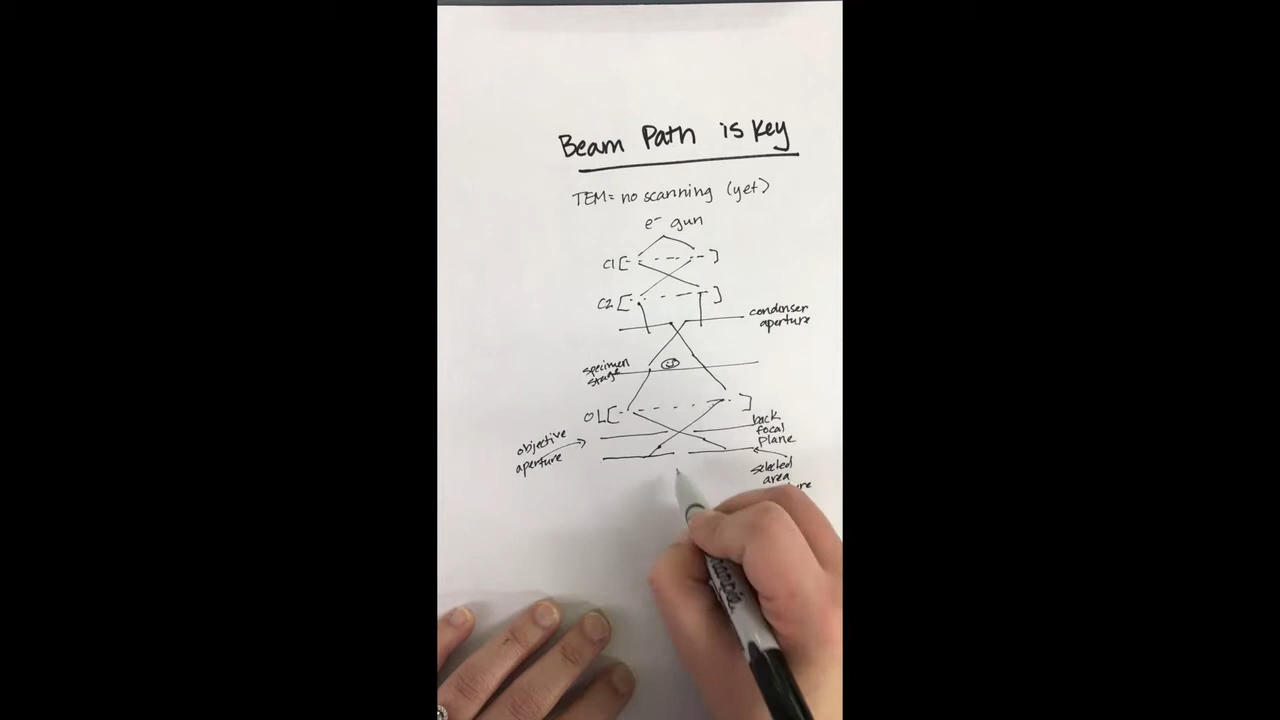 Beam Path is Key
TEM= no scanning (yet)
e⁻ gun
C1
C2
condenser
aperture
specimen
stage
OL
back
focal
plane
objective
aperture
selected
area